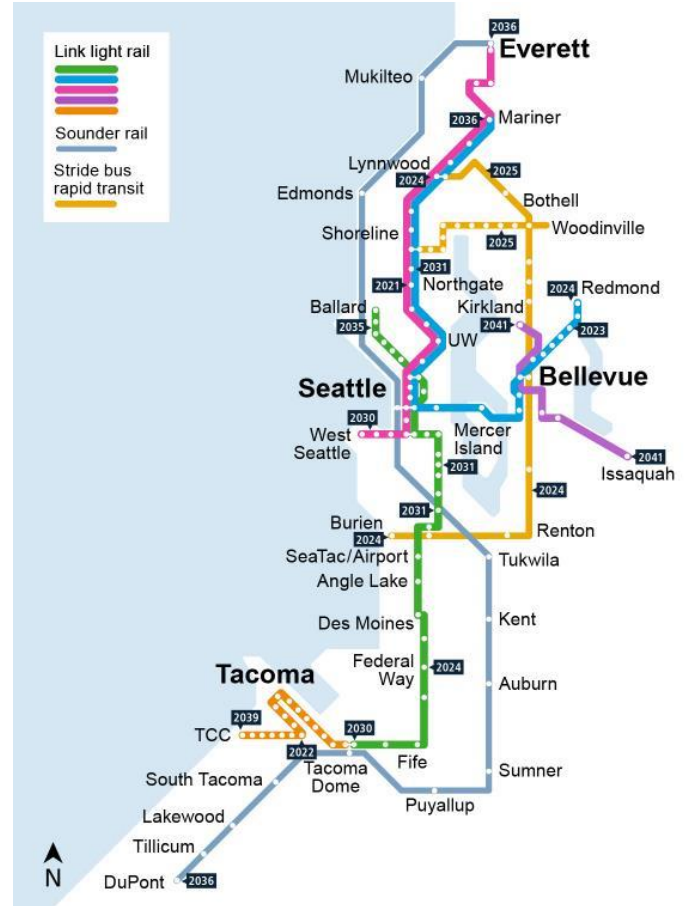 Link light rail
Sounder rail
Stride bus
rapid transit
2036
Everett
Mukilteo
2036
Mariner
Lynnwood
2024
2025
Edmonds
Bothell
Shoreline
2025
Woodinville
2031
2021
Northgate
2024
Redmond
Ballard
2035
Kirkland
2041
2023
UW
Seattle
Bellevue
2030
West
Seattle
Mercer
Island
2041
Issaquah
2031
2024
2031
Burien
2024
Renton
SeaTac/Airport
Tukwila
Angle Lake
Des Moines
Kent
Federal
Way
2024
Tacoma
Auburn
2039
TCC
2030
2022
Tacoma
Dome
Fife
South Tacoma
Sumner
Puyallup
Lakewood
Tillicum
N
DuPont
2036